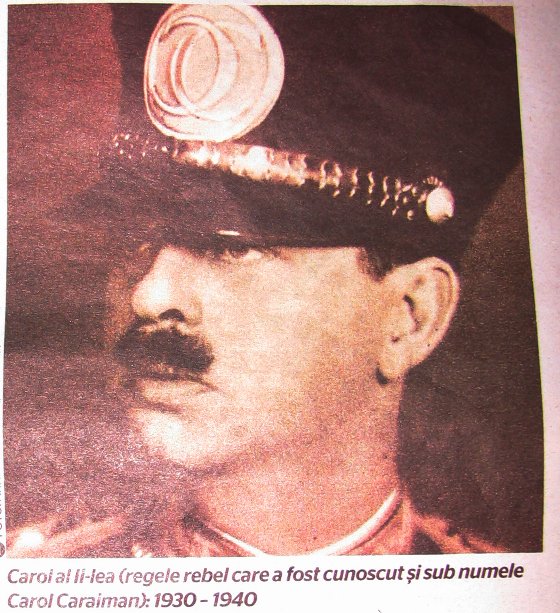 Carol al II-lea (regele rebel care a fost cunoscut și sub numele
Carol Caraiman): 1930 - 1940